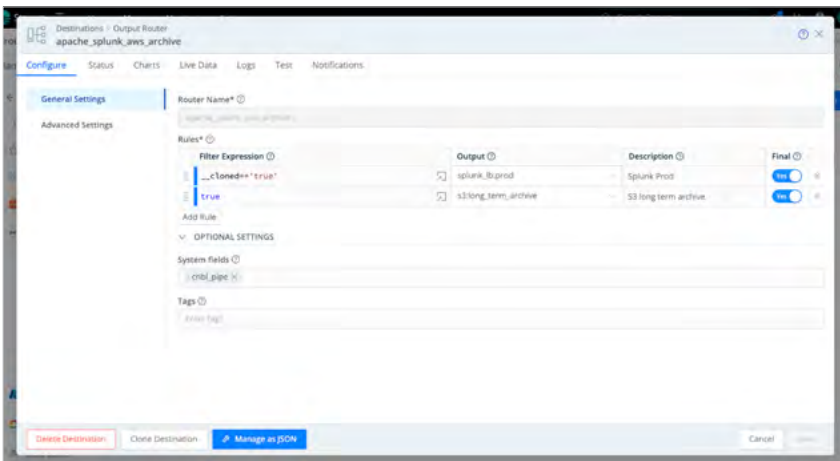 Destinations > Output Router
apache_splunk_aws_archive
Configure Status Charts Live Data Logs Test Notifications
General Settings
Advanced Settings
Router Name*
Rules*
Filter Expression Output Description Final
__cloned=='true' splunk_lb:prod Splunk Prod Yes
true s3:long_term_archive S3 long term archive Yes
Add Rule
OPTIONAL SETTINGS
System fields
cribl_pipe ×
Tags
Enter tags
Delete Destination Clone Destination Manage as JSON Cancel